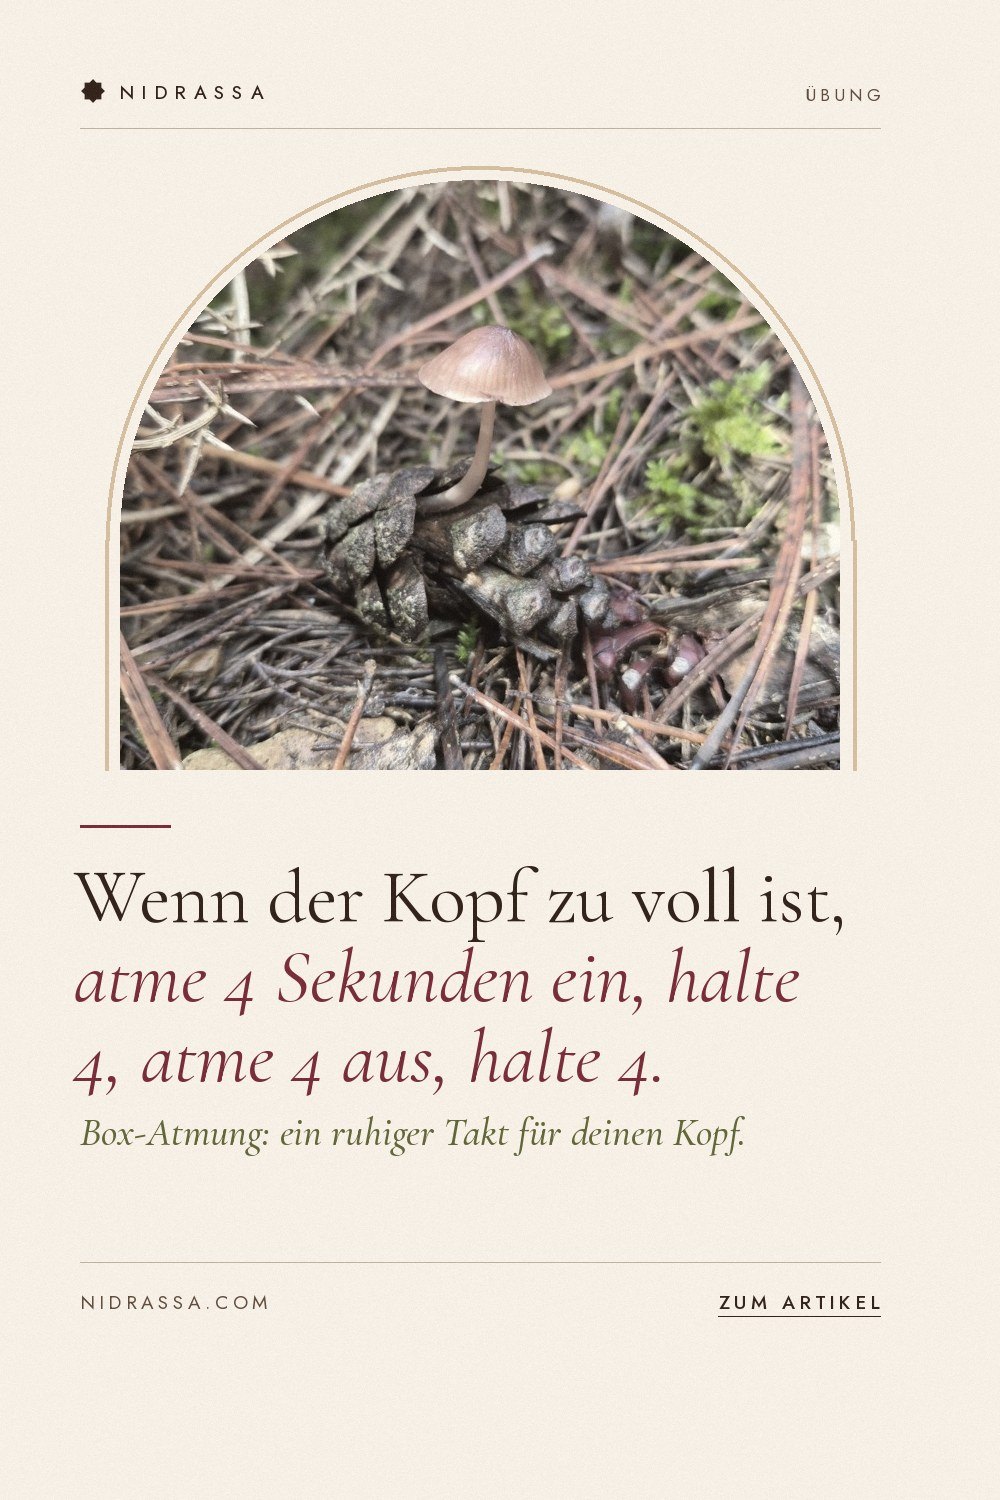 NIDRASSA
ÜBUNG
Wenn der Kopf zu voll ist,
atme 4 Sekunden ein, halte
4, atme 4 aus, halte 4.
Box-Atmung: ein ruhiger Takt für deinen Kopf.
NIDRASSA.COM
ZUM ARTIKEL